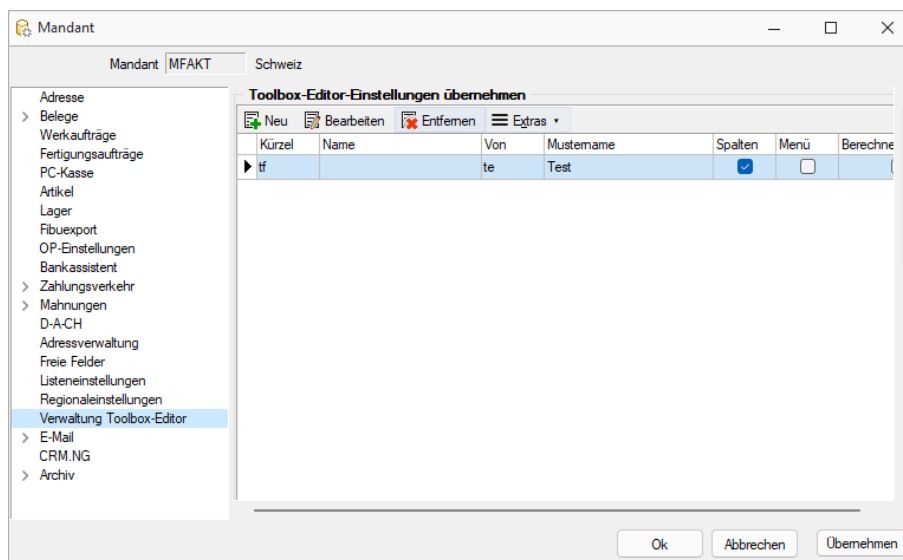 Mandant
Mandant MFAKT Schweiz
Adresse
Belege
Werkaufträge
Fertigungsaufträge
PC-Kasse
Artikel
Lager
Fibuexport
OP-Einstellungen
Bankassistent
Zahlungsverkehr
Mahnungen
D-A-CH
Adressverwaltung
Freie Felder
Listeneinstellungen
Regionaleinstellungen
Verwaltung Toolbox-Editor
E-Mail
CRM.NG
Archiv
Toolbox-Editor-Einstellungen übernehmen
Neu Bearbeiten Entfernen Extras
Kürzel Name Von Mustername Spalten Menü Berechne
tf te Test
Ok Abbrechen Übernehmen